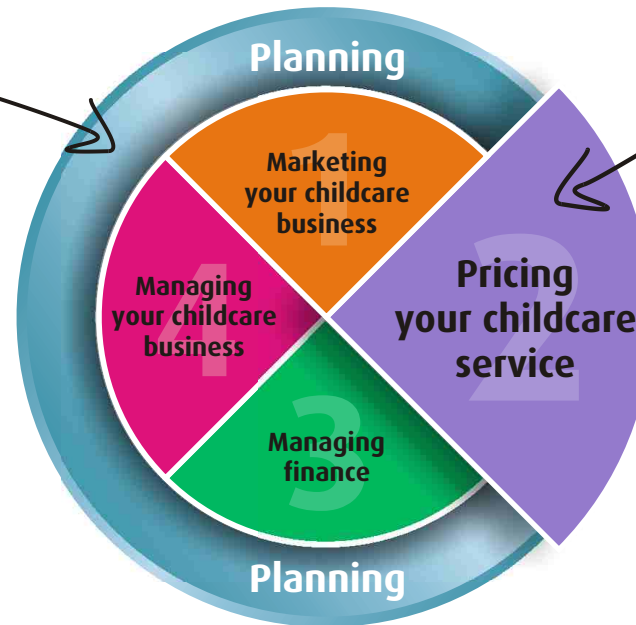 Planning
1
Marketing
your childcare
business
2
Pricing
your childcare
service
3
Managing
finance
4
Managing
your childcare
business
Planning